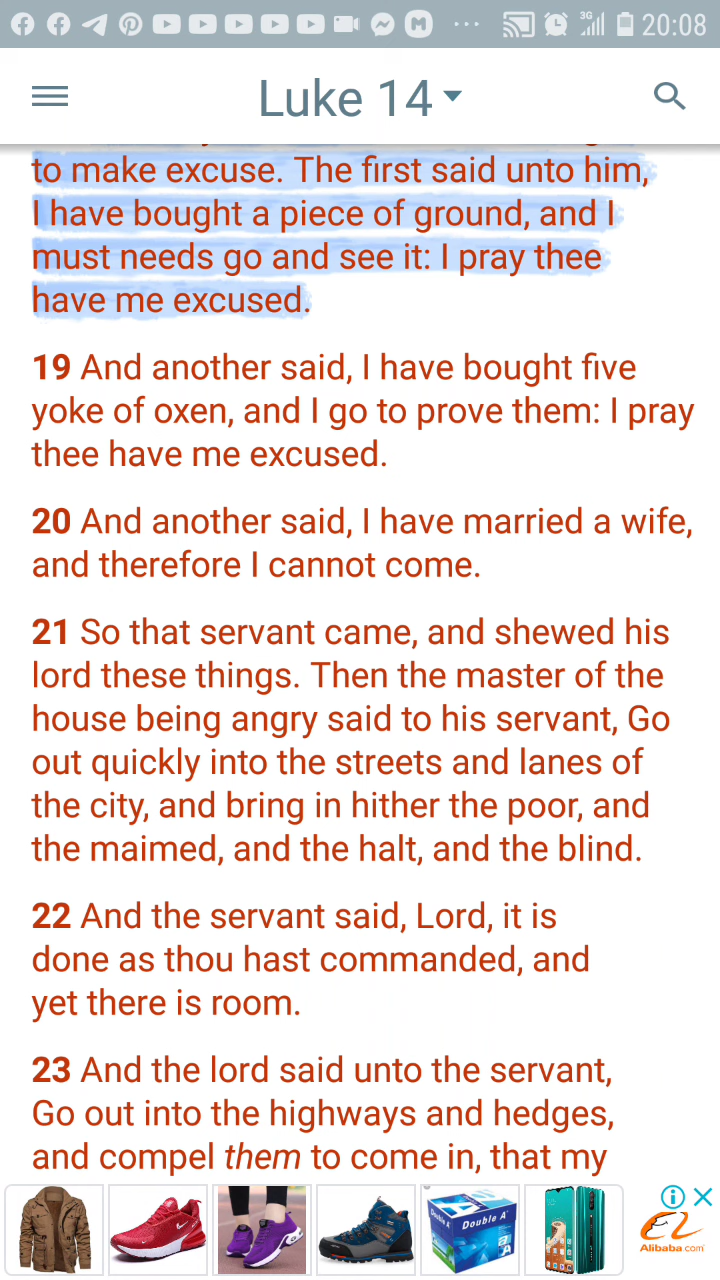 3G 20:08
Luke 14
to make excuse. The first said unto him,
I have bought a piece of ground, and I
must needs go and see it: I pray thee
have me excused.
19 And another said, I have bought five
yoke of oxen, and I go to prove them: I pray
thee have me excused.
20 And another said, I have married a wife,
and therefore I cannot come.
21 So that servant came, and shewed his
lord these things. Then the master of the
house being angry said to his servant, Go
out quickly into the streets and lanes of
the city, and bring in hither the poor, and
the maimed, and the halt, and the blind.
22 And the servant said, Lord, it is
done as thou hast commanded, and
yet there is room.
23 And the lord said unto the servant,
Go out into the highways and hedges,
and compel them to come in, that my
Double A
Double A
Alibaba.com